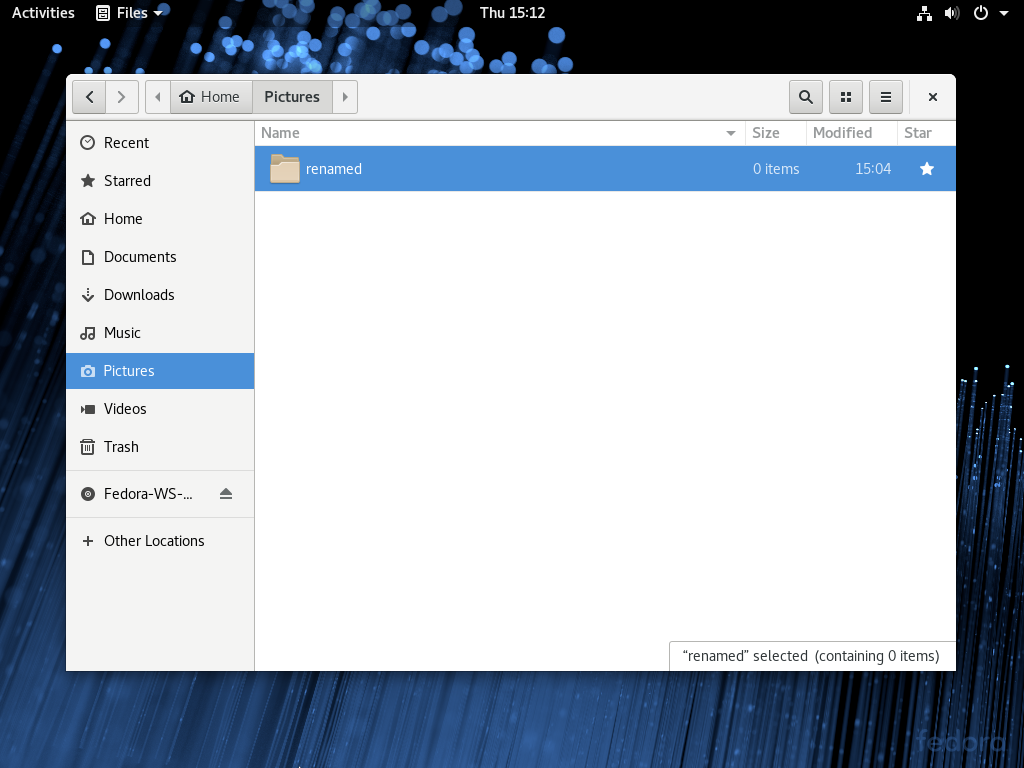 Activities Files Thu 15:12
Home Pictures
Name Size Modified Star
renamed 0 items 15:04
Recent
Starred
Home
Documents
Downloads
Music
Pictures
Videos
Trash
Fedora-WS-...
Other Locations
“renamed” selected (containing 0 items)
fedora